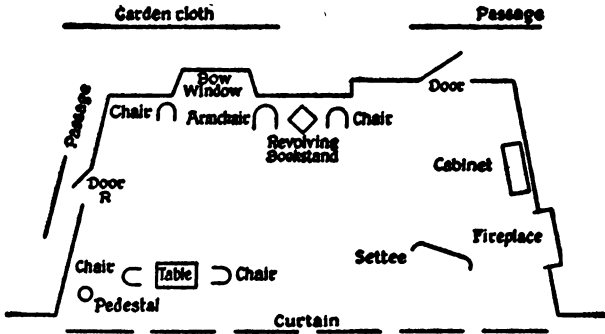 Garden cloth
Passage
Bow
Window
Door
Passage
Chair
Armchair
Chair
Revolving
Bookstand
Cabinet
Door
R
Fireplace
Settee
Chair
Table
Chair
Pedestal
Curtain